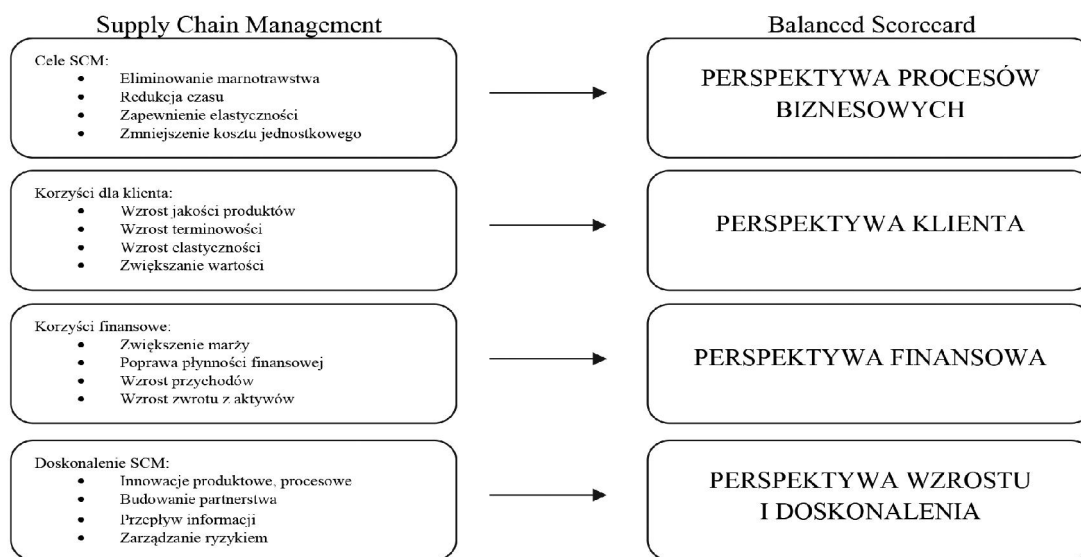 Supply Chain Management
Balanced Scorecard
Cele SCM:
• Eliminowanie marnotrawstwa
• Redukcja czasu
• Zapewnienie elastyczności
• Zmniejszenie kosztu jednostkowego
PERSPEKTYWA PROCESÓW
BIZNESOWYCH
Korzyści dla klienta:
• Wzrost jakości produktów
• Wzrost terminowości
• Wzrost elastyczności
• Zwiększanie wartości
PERSPEKTYWA KLIENTA
Korzyści finansowe:
• Zwiększenie marży
• Poprawa płynności finansowej
• Wzrost przychodów
• Wzrost zwrotu z aktywów
PERSPEKTYWA FINANSOWA
Doskonalenie SCM:
• Innowacje produktowe, procesowe
• Budowanie partnerstwa
• Przepływ informacji
• Zarządzanie ryzykiem
PERSPEKTYWA WZROSTU
I DOSKONALENIA